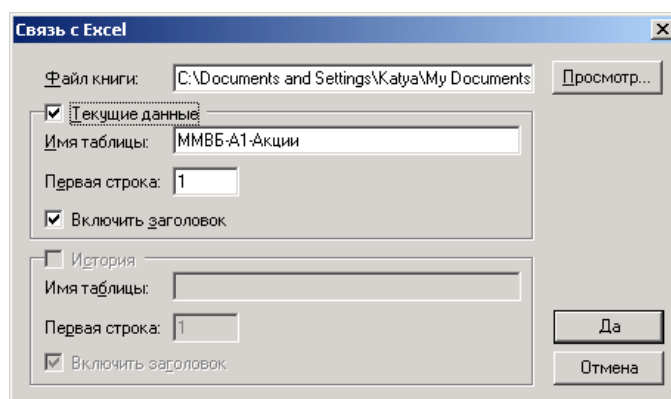 Связь с Excel
Файл книги: C:\Documents and Settings\Katya\My Documents Просмотр...
Текущие данные
Имя таблицы: ММВБ-А1-Акции
Первая строка: 1
Включить заголовок
История
Имя таблицы:
Первая строка: 1
Включить заголовок
Да
Отмена